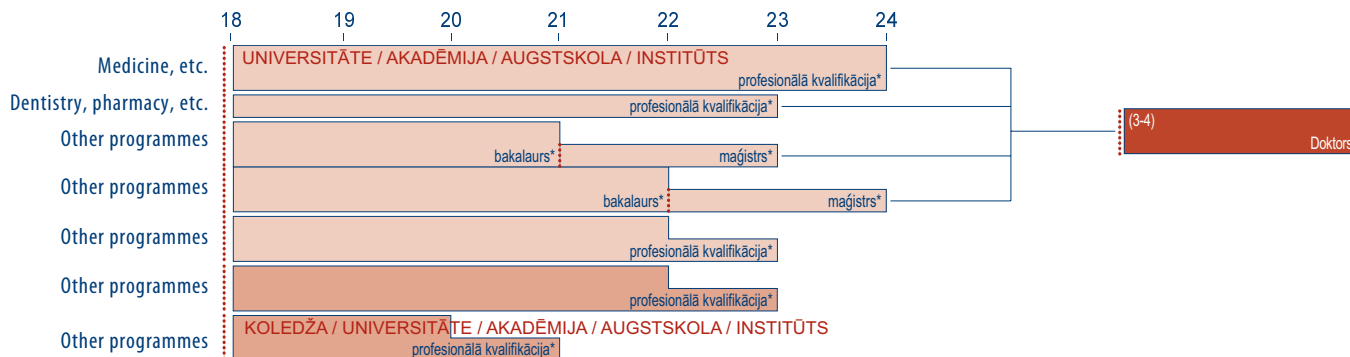 18 19 20 21 22 23 24
UNIVERSITĀTE / AKADĒMIJA / AUGSTSKOLA / INSTITŪTS
Medicine, etc.
profesionālā kvalifikācija*
Dentistry, pharmacy, etc.
profesionālā kvalifikācija*
(3-4)
Other programmes
Doktors
bakalaurs* maģistrs*
Other programmes
bakalaurs* maģistrs*
Other programmes
profesionālā kvalifikācija*
Other programmes
profesionālā kvalifikācija*
KOLEDŽA / UNIVERSITĀTE / AKADĒMIJA / AUGSTSKOLA / INSTITŪTS
Other programmes
profesionālā kvalifikācija*